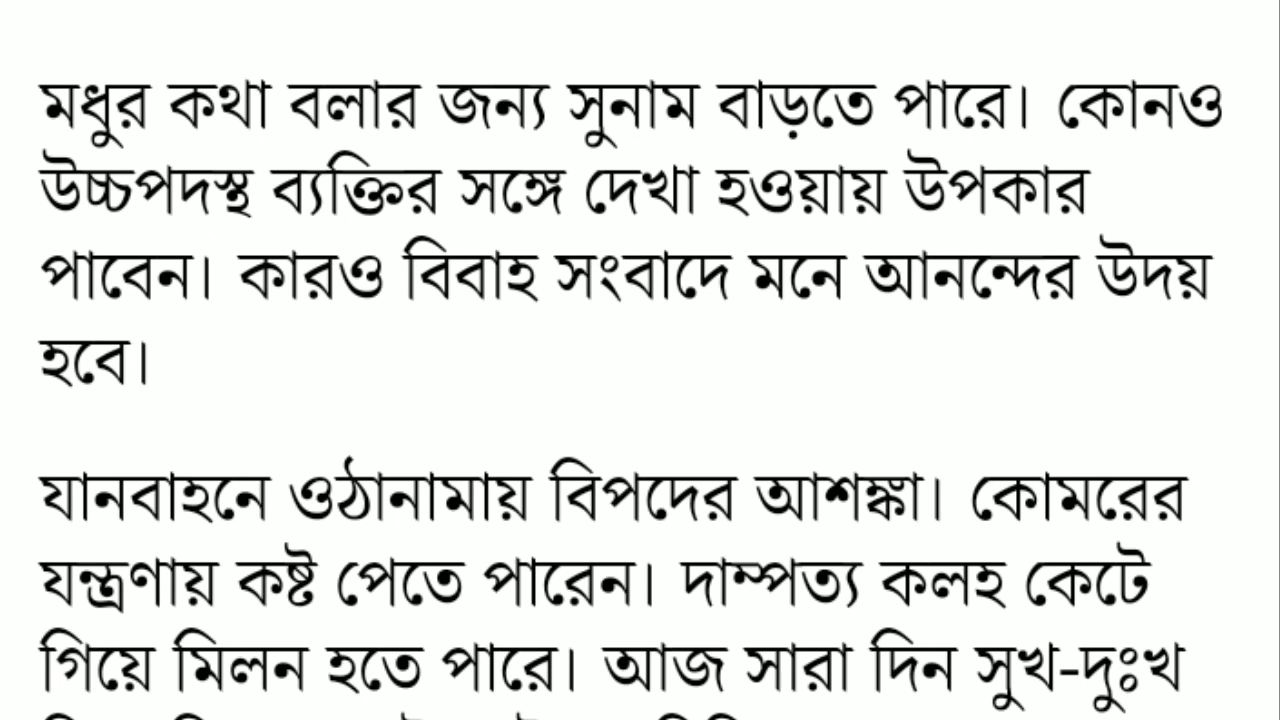 মধুর কথা বলার জন্য সুনাম বাড়তে পারে। কোনও
উচ্চপদস্থ ব্যক্তির সঙ্গে দেখা হওয়ায় উপকার
পাবেন। কারও বিবাহ সংবাদে মনে আনন্দের উদয়
হবে।
যানবাহনে ওঠানামায় বিপদের আশঙ্কা। কোমরের
যন্ত্রণায় কষ্ট পেতে পারেন। দাম্পত্য কলহ কেটে
গিয়ে মিলন হতে পারে। আজ সারা দিন সুখ-দুঃখ